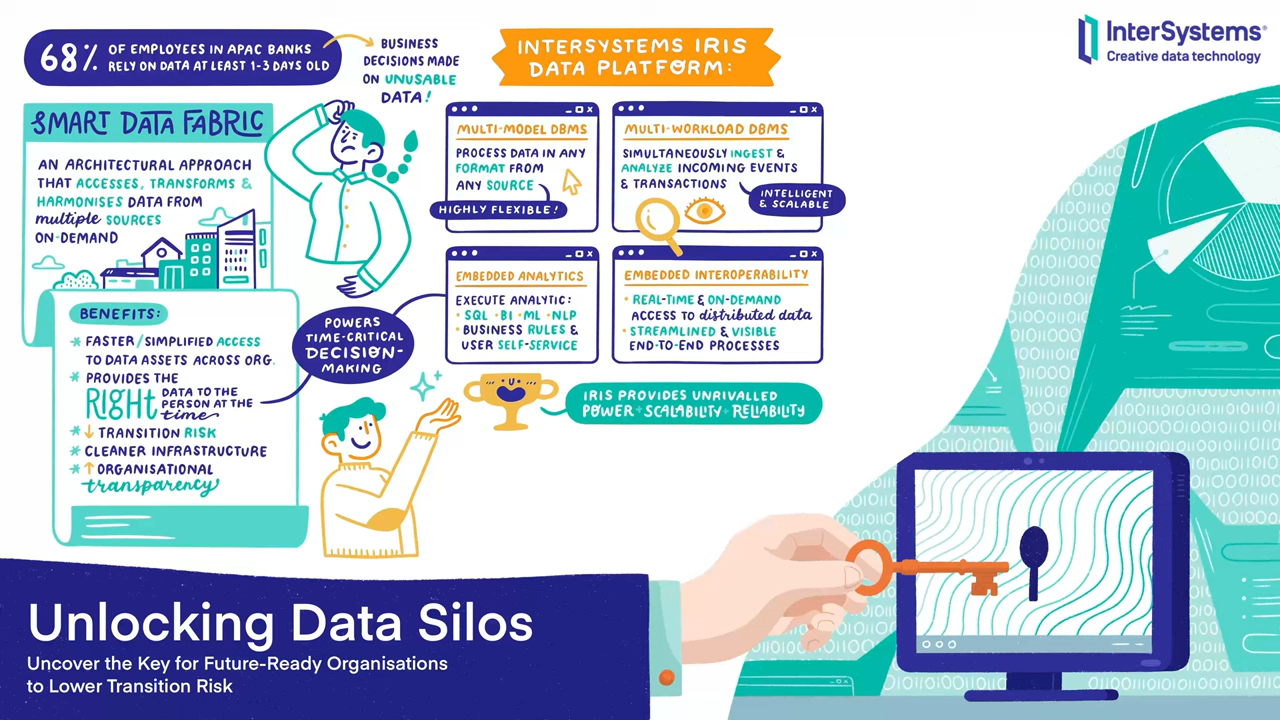 68% OF EMPLOYEES IN APAC BANKS
RELY ON DATA AT LEAST 1-3 DAYS OLD
BUSINESS
DECISIONS MADE
ON UNUSABLE
DATA!
INTERSYSTEMS IRIS
DATA PLATFORM:
InterSystems®
Creative data technology
SMART DATA FABRIC
AN ARCHITECTURAL APPROACH
THAT ACCESSES, TRANSFORMS &
HARMONISES DATA FROM
multiple SOURCES
ON-DEMAND
BENEFITS:
* FASTER/SIMPLIFIED ACCESS
TO DATA ASSETS ACROSS ORG.
* PROVIDES THE
RIGHT DATA TO THE
PERSON AT THE
time
* ↓ TRANSITION RISK
* CLEANER INFRASTRUCTURE
* ↑ ORGANISATIONAL
transparency
POWERS
TIME-CRITICAL
DECISION-
MAKING
MULTI-MODEL DBMS
PROCESS DATA IN ANY
FORMAT FROM
ANY SOURCE
HIGHLY FLEXIBLE!
MULTI-WORKLOAD DBMS
SIMULTANEOUSLY INGEST &
ANALYZE INCOMING EVENTS
& TRANSACTIONS
INTELLIGENT
& SCALABLE
EMBEDDED ANALYTICS
EXECUTE ANALYTIC:
• SQL • BI • ML • NLP
• BUSINESS RULES &
USER SELF-SERVICE
EMBEDDED INTEROPERABILITY
• REAL-TIME & ON-DEMAND
ACCESS TO distributed data
• STREAMLINED & VISIBLE
END-TO-END PROCESSES
IRIS PROVIDES UNRIVALLED
POWER + SCALABILITY + RELIABILITY
Unlocking Data Silos
Uncover the Key for Future-Ready Organisations
to Lower Transition Risk